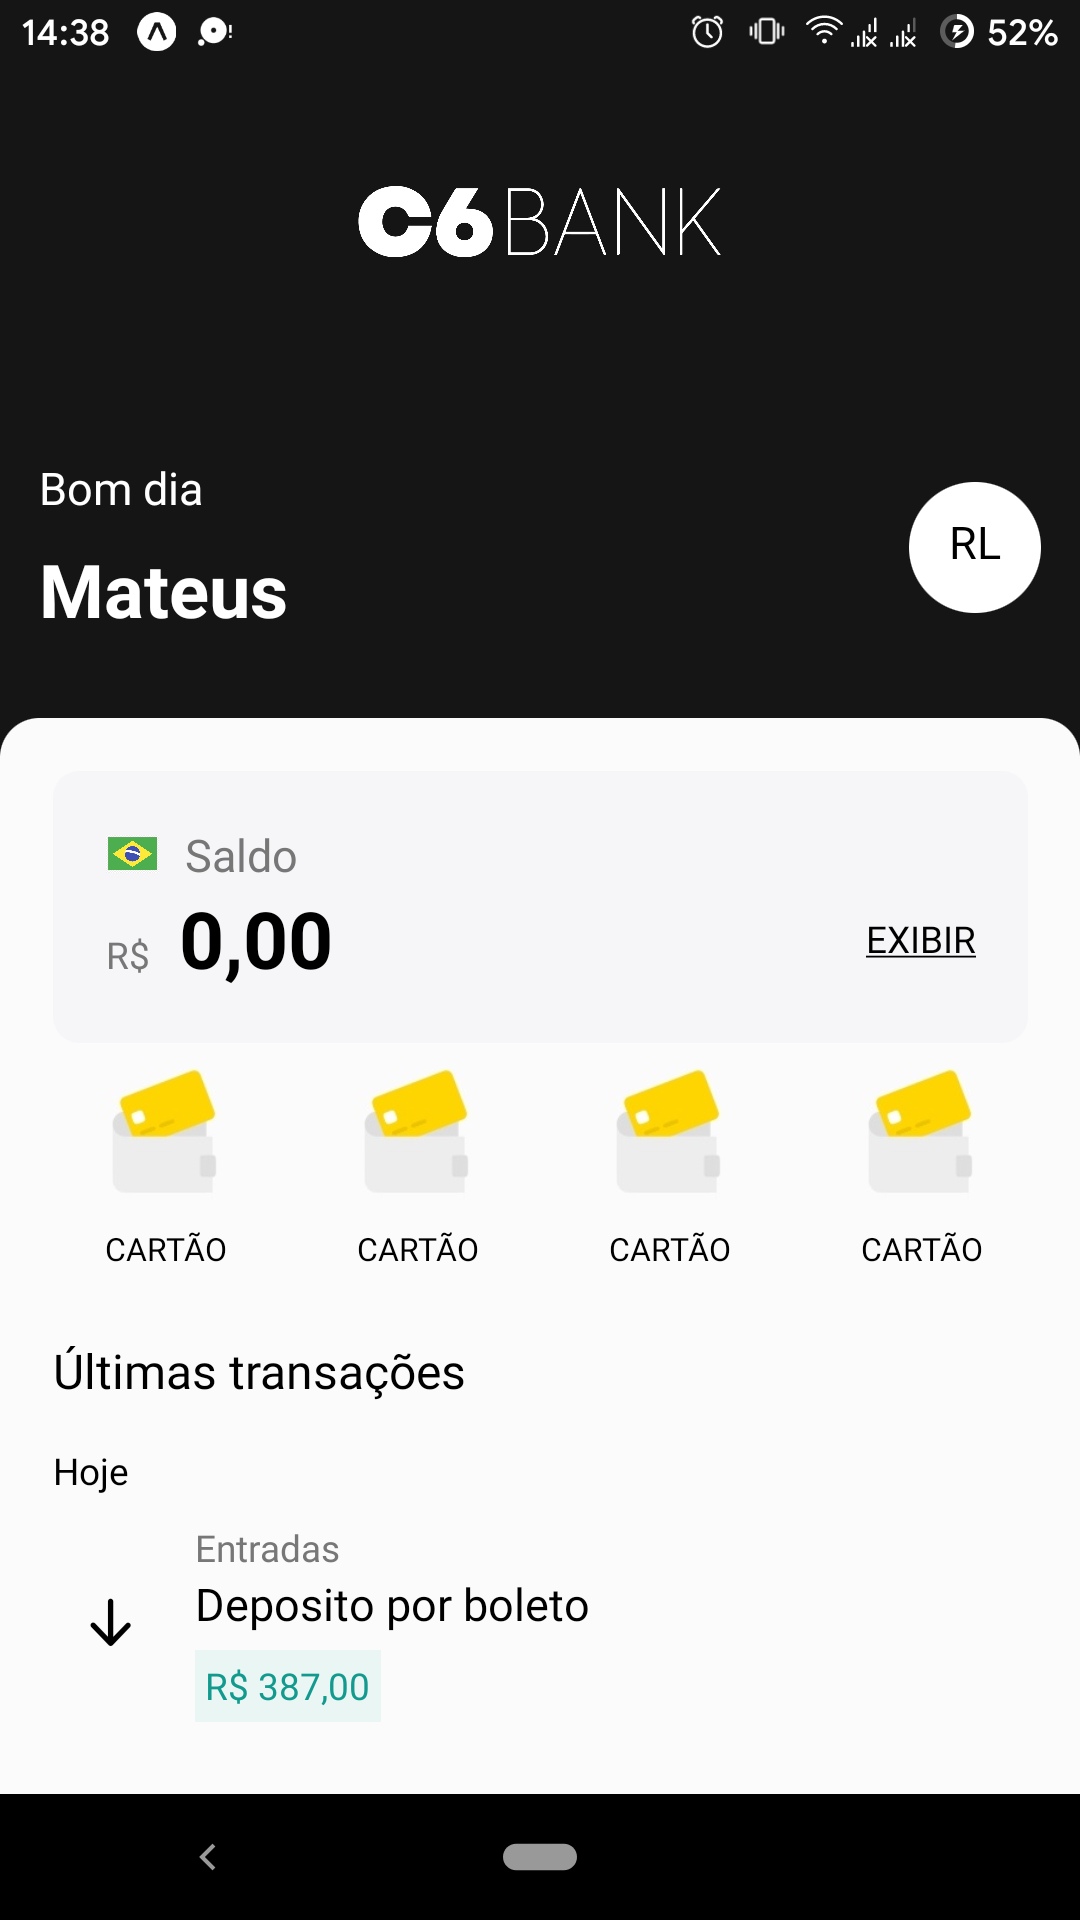 14:38
52%
C6BANK
Bom dia
RL
Mateus
Saldo
R$ 0,00
EXIBIR
CARTÃO CARTÃO CARTÃO CARTÃO
Últimas transações
Hoje
Entradas
Deposito por boleto
R$ 387,00